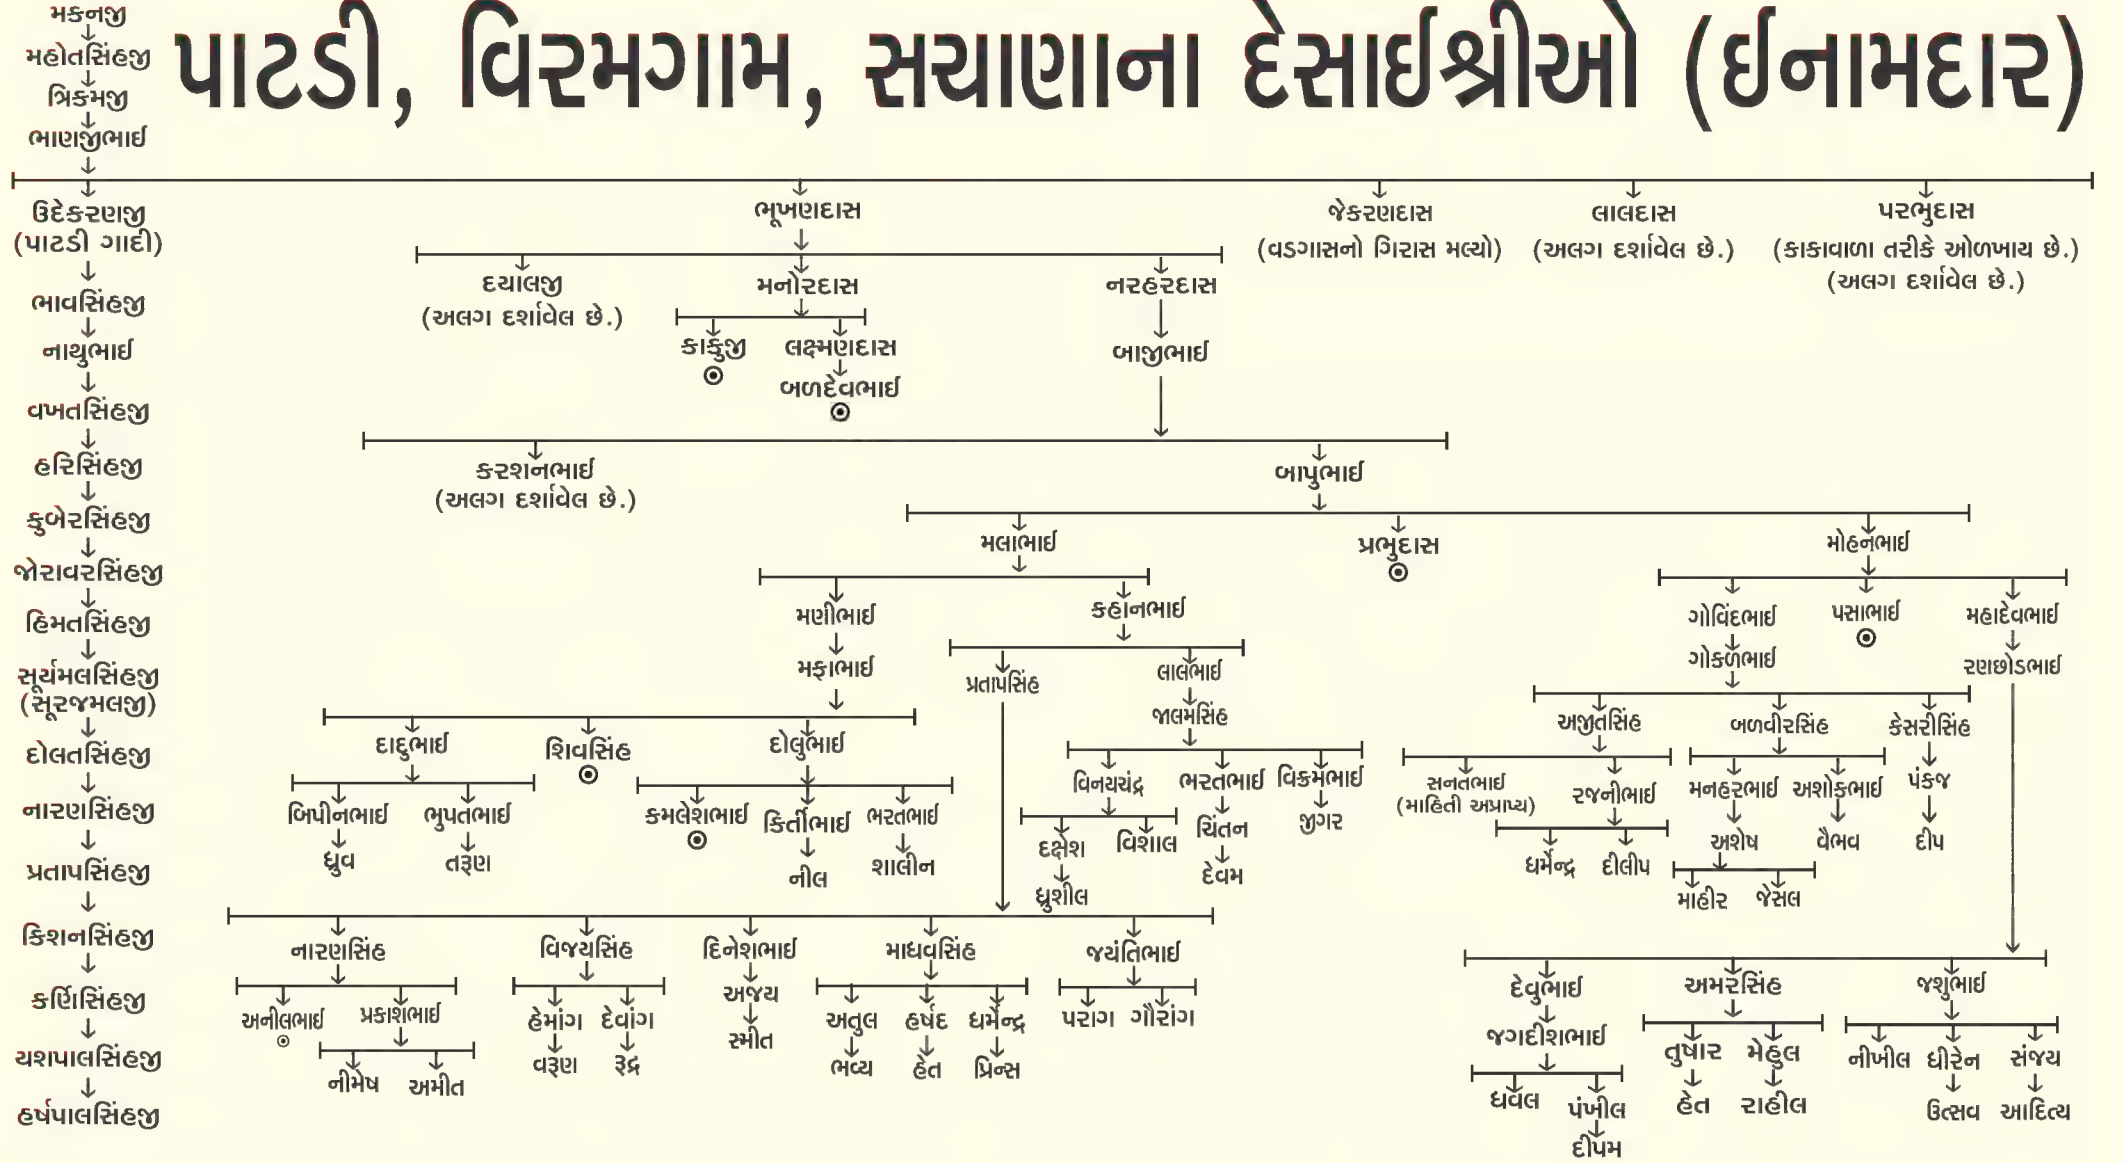 મકનજી
મહોતસિંહજી
ત્રિકમજી
ભાણજીભાઈ
પાટડી, વિરમગામ, સચાણાના દેસાઈશ્રીઓ (ઈનામદાર)
ઉદેકરણજી
(પાટડી ગાદી)
ભાવસિંહજી
નાથુભાઈ
વખતસિંહજી
હરિસિંહજી
કુબેરસિંહજી
જોરાવરસિંહજી
હિમતસિંહજી
સૂર્યમલસિંહજી
(સૂરજમલજી)
દોલતસિંહજી
નારણસિંહજી
પ્રતાપસિંહજી
કિશનસિંહજી
કર્ણિસિંહજી
યશપાલસિંહજી
હર્ષપાલસિંહજી
ભૂખણદાસ જેકરણદાસ લાલદાસ પરભુદાસ
(વડગાસનો ગિરાસ મલ્યો) (અલગ દર્શાવેલ છે.) (કાકાવાળા તરીકે ઓળખાય છે.)
(અલગ દર્શાવેલ છે.)
દયાલજી મનોરદાસ નરહરદાસ
(અલગ દર્શાવેલ છે.)
કાકુજી લક્ષ્મણદાસ બાજીભાઈ
બળદેવભાઈ
કરશનભાઈ બાપુભાઈ
(અલગ દર્શાવેલ છે.)
મલાભાઈ પ્રભુદાસ મોહનભાઈ
મણીભાઈ કહાનભાઈ ગોવિંદભાઈ પસાભાઈ મહાદેવભાઈ
મફાભાઈ પ્રતાપસિંહ લાલભાઈ ગોકળભાઈ રણછોડભાઈ
જાલમસિંહ અજીતસિંહ બળવીરસિંહ કેસરીસિંહ
દાદુભાઈ શિવસિંહ દોલુભાઈ
વિનયચંદ્ર ભરતભાઈ વિક્રમભાઈ સનતભાઈ રજનીભાઈ મનહરભાઈ અશોકભાઈ પંકજ
(માહિતી અપ્રાપ્ય)
બિપીનભાઈ ભુપતભાઈ કમલેશભાઈ કિર્તીભાઈ ભરતભાઈ
દક્ષેશ વિશાલ ચિંતન જીગર અશેષ વૈભવ દીપ
ધ્રુવ તરૂણ નીલ શાલીન ધ્રુશીલ દેવમ ધર્મેન્દ્ર દીલીપ
માહીર જેસલ
નારણસિંહ વિજયસિંહ દિનેશભાઈ માધવસિંહ જયંતિભાઈ
દેવુભાઈ અમરસિંહ જશુભાઈ
અનીલભાઈ પ્રકાશભાઈ હેમાંગ દેવાંગ અજય અતુલ હર્ષદ ધર્મેન્દ્ર પરાગ ગૌરાંગ
જગદીશભાઈ તુષાર મેહુલ નીખીલ ધીરેન સંજય
નીમેષ અમીત વરૂણ રૂદ્ર સ્મીત ભવ્ય હેત પ્રિન્સ
ધવલ પંખીલ હેત રાહીલ ઉત્સવ આદિત્ય
દીપમ